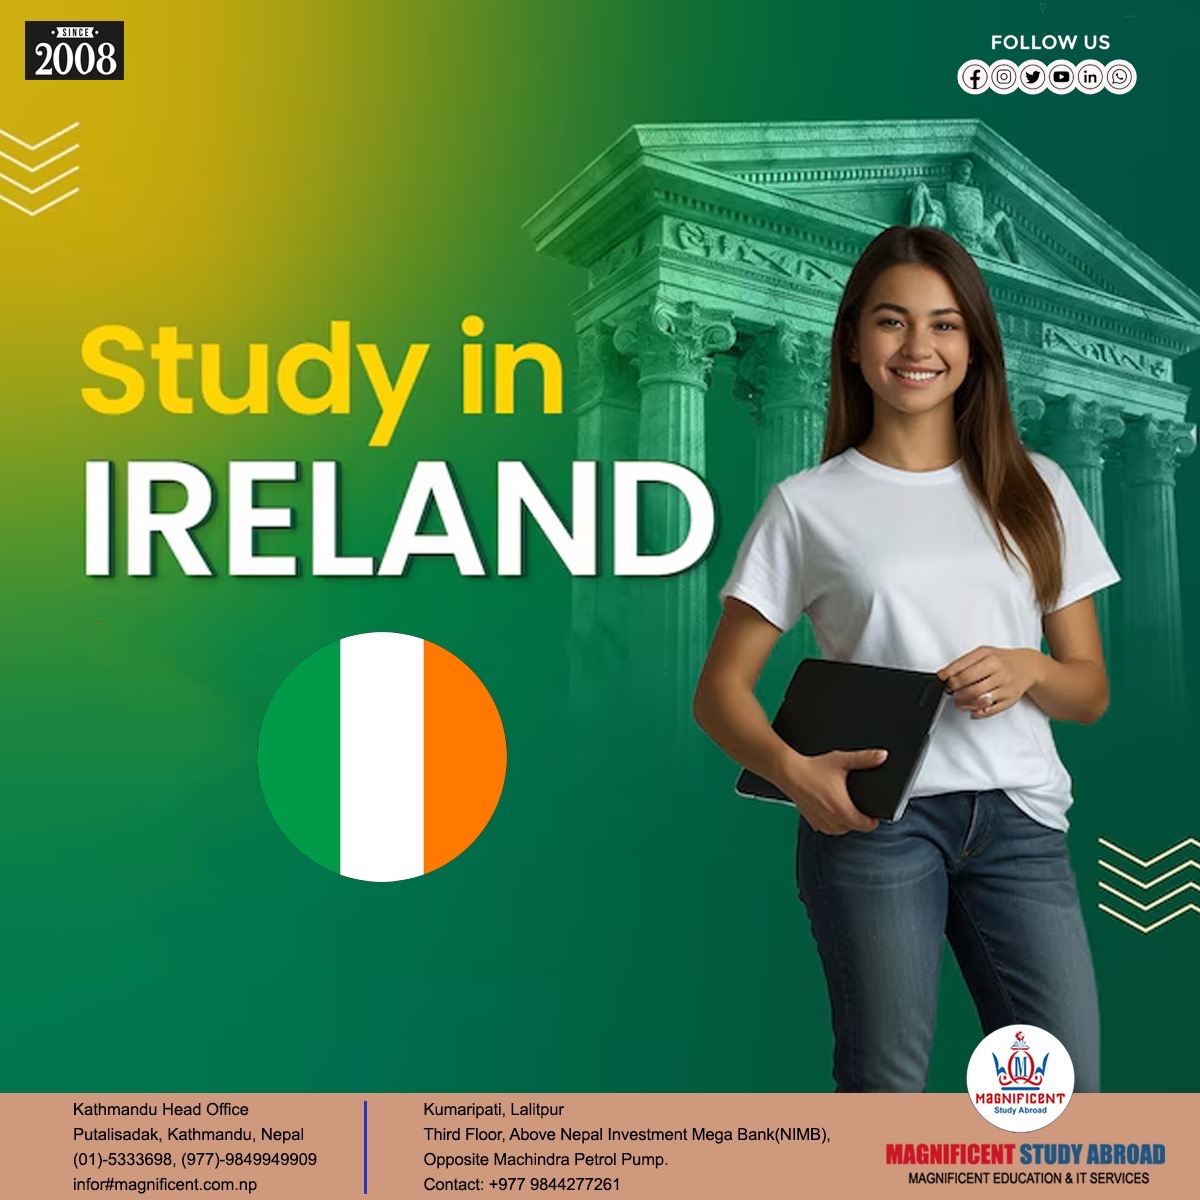 SINCE
2008
FOLLOW US
Study in
IRELAND
Kathmandu Head Office
Putalisadak, Kathmandu, Nepal
(01)-5333698, (977)-9849949909
infor#magnificent.com.np
Kumaripati, Lalitpur
Third Floor, Above Nepal Investment Mega Bank(NIMB),
Opposite Machindra Petrol Pump.
Contact: +977 9844277261
M
MaGNIFICENT
Study Abroad
MAGNIFICENT STUDY ABROAD
MAGNIFICENT EDUCATION & IT SERVICES